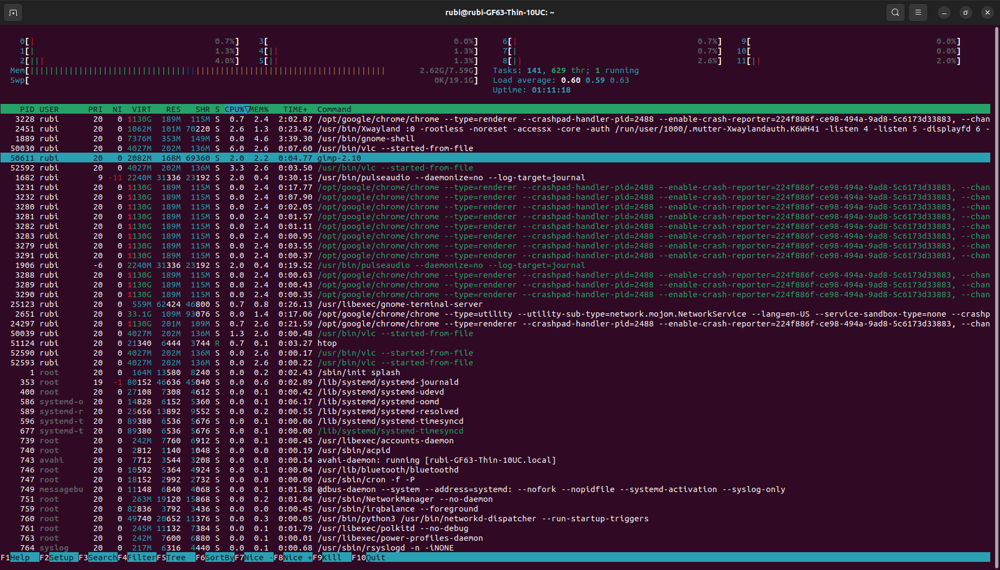 rubi@rubi-GF63-Thin-10UC: ~
0[| 0.7%] 3[ 0.0%] 6[| 0.7%] 9[ 0.0%]
1[| 1.3%] 4[|| 1.3%] 7[| 0.7%] 10[ 0.0%]
2[||| 4.0%] 5[|| 1.3%] 8[|| 2.6%] 11[|| 2.0%]
Mem[||||||||||||||||||||||||||||||||||||||||||||||||||||||||||||||||||||||||| 2.62G/7.59G] Tasks: 141, 629 thr; 1 running
Swp[ 0K/19.1G] Load average: 0.60 0.59 0.63
Uptime: 01:11:18
PID USER PRI NI VIRT RES SHR S CPU%▽MEM% TIME+ Command
3228 rubi 20 0 1130G 189M 115M S 0.7 2.4 2:02.87 /opt/google/chrome/chrome --type=renderer --crashpad-handler-pid=2488 --enable-crash-reporter=224f886f-ce98-494a-9ad8-5c6173d33883, --chan
2451 rubi 20 0 1062M 101M 70220 S 2.6 1.3 0:23.42 /usr/bin/Xwayland :0 -rootless -noreset -accessx -core -auth /run/user/1000/.mutter-Xwaylandauth.K6WH41 -listen 4 -listen 5 -displayfd 6 -
1889 rubi 20 0 7376M 353M 149M S 0.0 4.6 3:39.30 /usr/bin/gnome-shell
50030 rubi 20 0 4027M 202M 136M S 6.0 2.6 0:07.60 /usr/bin/vlc --started-from-file
50611 rubi 20 0 2082M 168M 69360 S 2.0 2.2 0:04.77 gimp-2.10
52592 rubi 20 0 4027M 202M 136M S 3.3 2.6 0:03.50 /usr/bin/vlc --started-from-file
1682 rubi 9 -11 2240M 31336 23192 S 2.0 0.4 0:30.15 /usr/bin/pulseaudio --daemonize=no --log-target=journal
3231 rubi 20 0 1130G 189M 115M S 0.0 2.4 0:17.77 /opt/google/chrome/chrome --type=renderer --crashpad-handler-pid=2488 --enable-crash-reporter=224f886f-ce98-494a-9ad8-5c6173d33883, --chan
3232 rubi 20 0 1130G 189M 115M S 0.0 2.4 0:07.90 /opt/google/chrome/chrome --type=renderer --crashpad-handler-pid=2488 --enable-crash-reporter=224f886f-ce98-494a-9ad8-5c6173d33883, --chan
3280 rubi 20 0 1130G 189M 115M S 0.0 2.4 0:02.05 /opt/google/chrome/chrome --type=renderer --crashpad-handler-pid=2488 --enable-crash-reporter=224f886f-ce98-494a-9ad8-5c6173d33883, --chan
3281 rubi 20 0 1130G 189M 115M S 0.0 2.4 0:01.57 /opt/google/chrome/chrome --type=renderer --crashpad-handler-pid=2488 --enable-crash-reporter=224f886f-ce98-494a-9ad8-5c6173d33883, --chan
3282 rubi 20 0 1130G 189M 115M S 0.0 2.4 0:01.11 /opt/google/chrome/chrome --type=renderer --crashpad-handler-pid=2488 --enable-crash-reporter=224f886f-ce98-494a-9ad8-5c6173d33883, --chan
3283 rubi 20 0 1130G 189M 115M S 0.0 2.4 0:00.95 /opt/google/chrome/chrome --type=renderer --crashpad-handler-pid=2488 --enable-crash-reporter=224f886f-ce98-494a-9ad8-5c6173d33883, --chan
3279 rubi 20 0 1130G 189M 115M S 0.0 2.4 0:03.55 /opt/google/chrome/chrome --type=renderer --crashpad-handler-pid=2488 --enable-crash-reporter=224f886f-ce98-494a-9ad8-5c6173d33883, --chan
3291 rubi 20 0 1130G 189M 115M S 0.0 2.4 0:00.37 /opt/google/chrome/chrome --type=renderer --crashpad-handler-pid=2488 --enable-crash-reporter=224f886f-ce98-494a-9ad8-5c6173d33883, --chan
1906 rubi -6 0 2240M 31336 23192 S 2.0 0.4 0:19.52 /usr/bin/pulseaudio --daemonize=no --log-target=journal
3288 rubi 20 0 1130G 189M 115M S 0.0 2.4 0:00.63 /opt/google/chrome/chrome --type=renderer --crashpad-handler-pid=2488 --enable-crash-reporter=224f886f-ce98-494a-9ad8-5c6173d33883, --chan
3289 rubi 20 0 1130G 189M 115M S 0.0 2.4 0:00.43 /opt/google/chrome/chrome --type=renderer --crashpad-handler-pid=2488 --enable-crash-reporter=224f886f-ce98-494a-9ad8-5c6173d33883, --chan
3290 rubi 20 0 1130G 189M 115M S 0.0 2.4 0:00.35 /opt/google/chrome/chrome --type=renderer --crashpad-handler-pid=2488 --enable-crash-reporter=224f886f-ce98-494a-9ad8-5c6173d33883, --chan
25123 rubi 20 0 559M 62424 46800 S 0.7 0.8 0:26.13 /usr/libexec/gnome-terminal-server
2651 rubi 20 0 33.1G 109M 93076 S 0.0 1.4 0:17.06 /opt/google/chrome/chrome --type=utility --utility-sub-type=network.mojom.NetworkService --lang=en-US --service-sandbox-type=none --crashp
24297 rubi 20 0 1130G 201M 109M S 0.7 2.6 0:21.59 /opt/google/chrome/chrome --type=renderer --crashpad-handler-pid=2488 --enable-crash-reporter=224f886f-ce98-494a-9ad8-5c6173d33883, --chan
50039 rubi 20 0 4027M 202M 136M S 1.3 2.6 0:00.48 /usr/bin/vlc --started-from-file
51124 rubi 20 0 21340 6444 3744 R 0.7 0.1 0:03.27 htop
52590 rubi 20 0 4027M 202M 136M S 0.0 2.6 0:00.17 /usr/bin/vlc --started-from-file
52593 rubi 20 0 4027M 202M 136M S 0.0 2.6 0:00.22 /usr/bin/vlc --started-from-file
1 root 20 0 164M 13580 8240 S 0.0 0.2 0:02.43 /sbin/init splash
353 root 19 -1 80152 46636 45040 S 0.0 0.6 0:02.89 /lib/systemd/systemd-journald
400 root 20 0 27108 7308 4612 S 0.0 0.1 0:00.42 /lib/systemd/systemd-udevd
586 systemd-o 20 0 14828 6152 5360 S 0.0 0.1 0:06.17 /lib/systemd/systemd-oomd
589 systemd-r 20 0 25656 13892 9552 S 0.0 0.2 0:00.55 /lib/systemd/systemd-resolved
596 systemd-t 20 0 89380 6536 5676 S 0.0 0.1 0:00.06 /lib/systemd/systemd-timesyncd
677 systemd-t 20 0 89380 6536 5676 S 0.0 0.1 0:00.00 /lib/systemd/systemd-timesyncd
739 root 20 0 242M 7760 6912 S 0.0 0.1 0:00.45 /usr/libexec/accounts-daemon
740 root 20 0 2812 1140 1048 S 0.0 0.0 0:00.19 /usr/sbin/acpid
743 avahi 20 0 7712 3544 3208 S 0.0 0.0 0:00.14 avahi-daemon: running [rubi-GF63-Thin-10UC.local]
746 root 20 0 10592 5364 4924 S 0.0 0.1 0:00.04 /usr/lib/bluetooth/bluetoothd
747 root 20 0 18152 2992 2732 S 0.0 0.0 0:00.00 /usr/sbin/cron -f -P
749 messagebu 20 0 11148 6840 4068 S 0.0 0.1 0:01.58 @dbus-daemon --system --address=systemd: --nofork --nopidfile --systemd-activation --syslog-only
751 root 20 0 263M 19120 15868 S 0.0 0.2 0:01.04 /usr/sbin/NetworkManager --no-daemon
759 root 20 0 82836 3792 3436 S 0.0 0.0 0:00.45 /usr/sbin/irqbalance --foreground
760 root 20 0 49740 20652 11376 S 0.0 0.3 0:00.05 /usr/bin/python3 /usr/bin/networkd-dispatcher --run-startup-triggers
761 root 20 0 245M 11132 7384 S 0.0 0.1 0:01.79 /usr/libexec/polkitd --no-debug
763 root 20 0 242M 7600 6880 S 0.0 0.1 0:00.01 /usr/libexec/power-profiles-daemon
764 syslog 20 0 217M 6316 4440 S 0.0 0.1 0:00.68 /usr/sbin/rsyslogd -n -iNONE
F1Help F2Setup F3SearchF4FilterF5Tree F6SortByF7Nice -F8Nice +F9Kill F10Quit